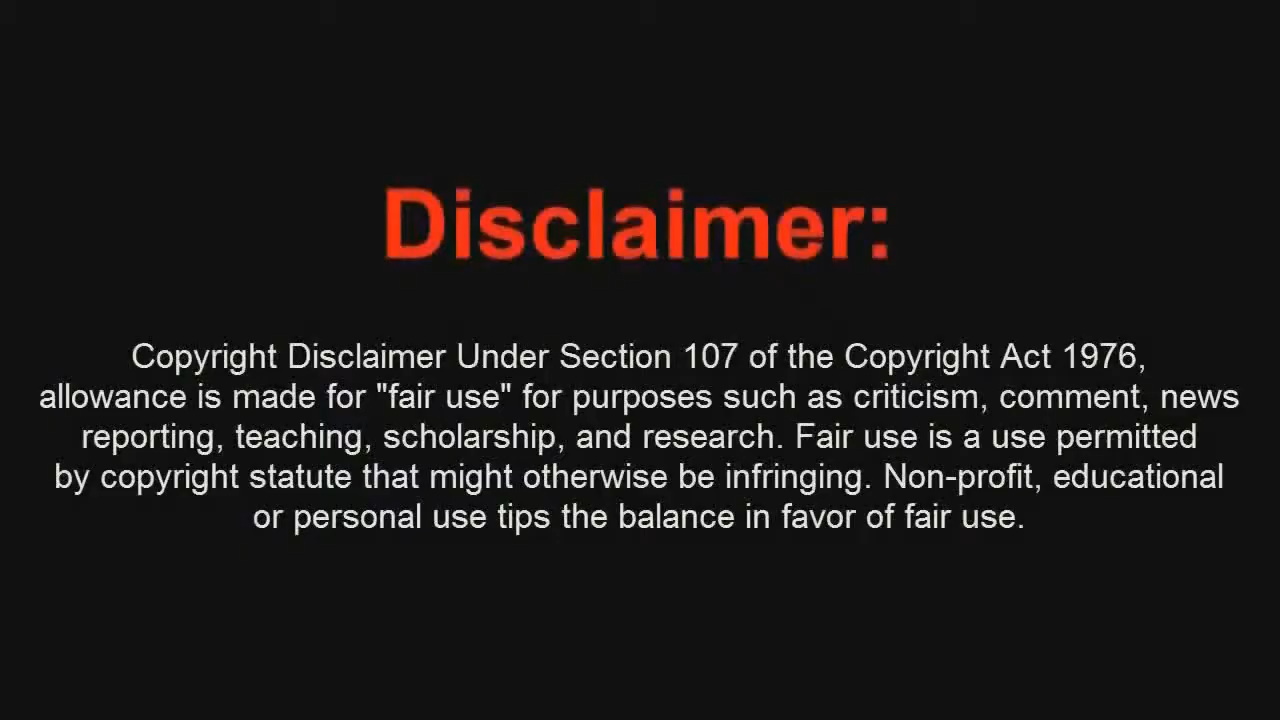 Disclaimer:
Copyright Disclaimer Under Section 107 of the Copyright Act 1976,
allowance is made for "fair use" for purposes such as criticism, comment, news
reporting, teaching, scholarship, and research. Fair use is a use permitted
by copyright statute that might otherwise be infringing. Non-profit, educational
or personal use tips the balance in favor of fair use.